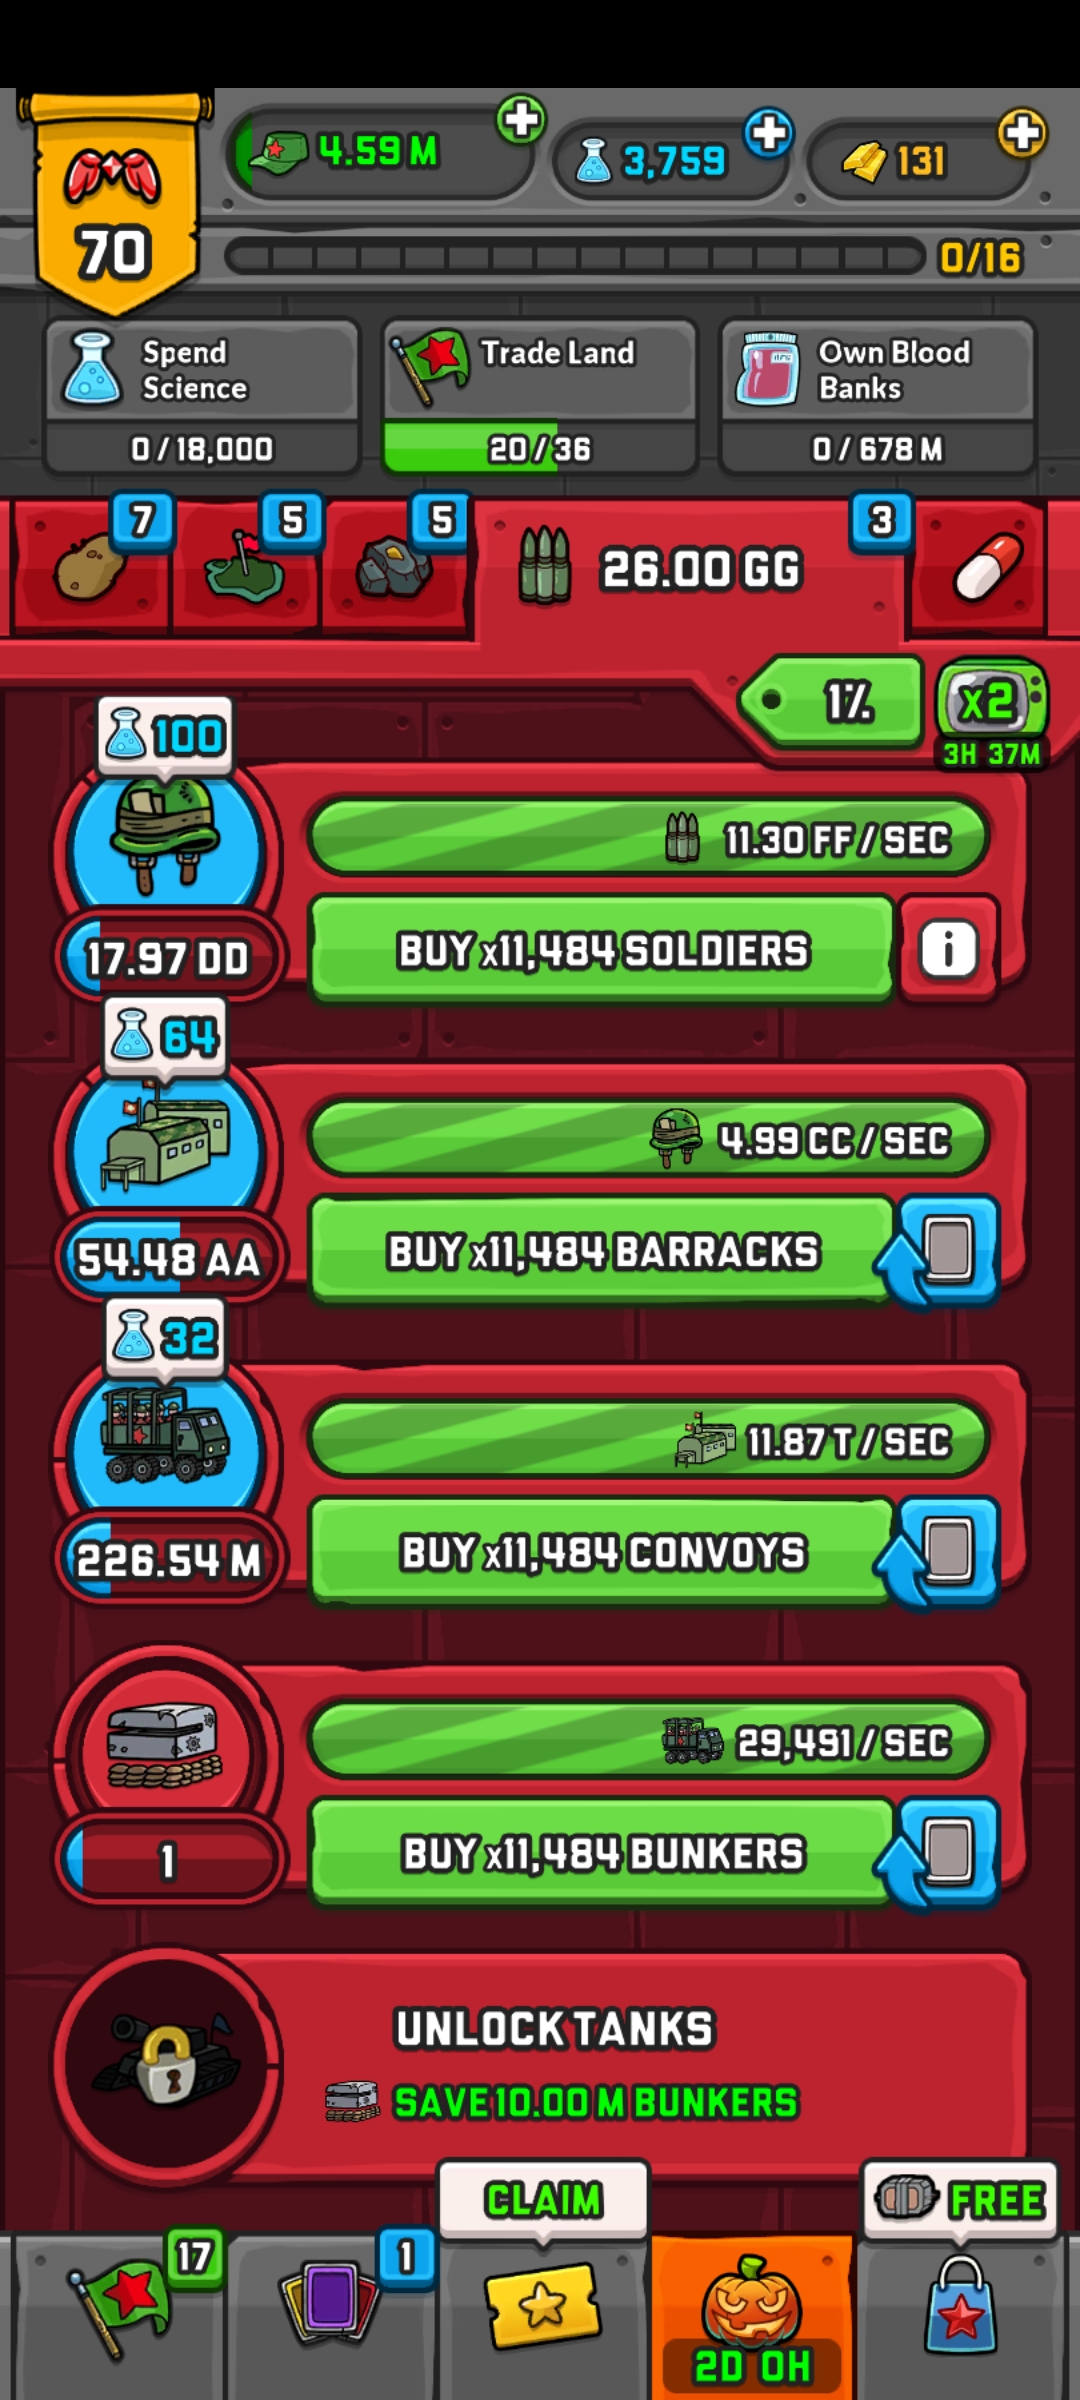 4.59 M
3,759
131
70
0/16
Spend
Science
0 / 18,000
Trade Land
20 / 36
Own Blood
Banks
0 / 678 M
7
5
5
26.00 GG
3
1%
x2
3H 37M
100
11.30 FF / SEC
17.97 DD
BUY x11,484 SOLDIERS
i
64
4.99 CC / SEC
54.48 AA
BUY x11,484 BARRACKS
32
11.87 T / SEC
226.54 M
BUY x11,484 CONVOYS
29,491 / SEC
1
BUY x11,484 BUNKERS
UNLOCK TANKS
SAVE 10.00 M BUNKERS
CLAIM
FREE
17
1
2D 0H